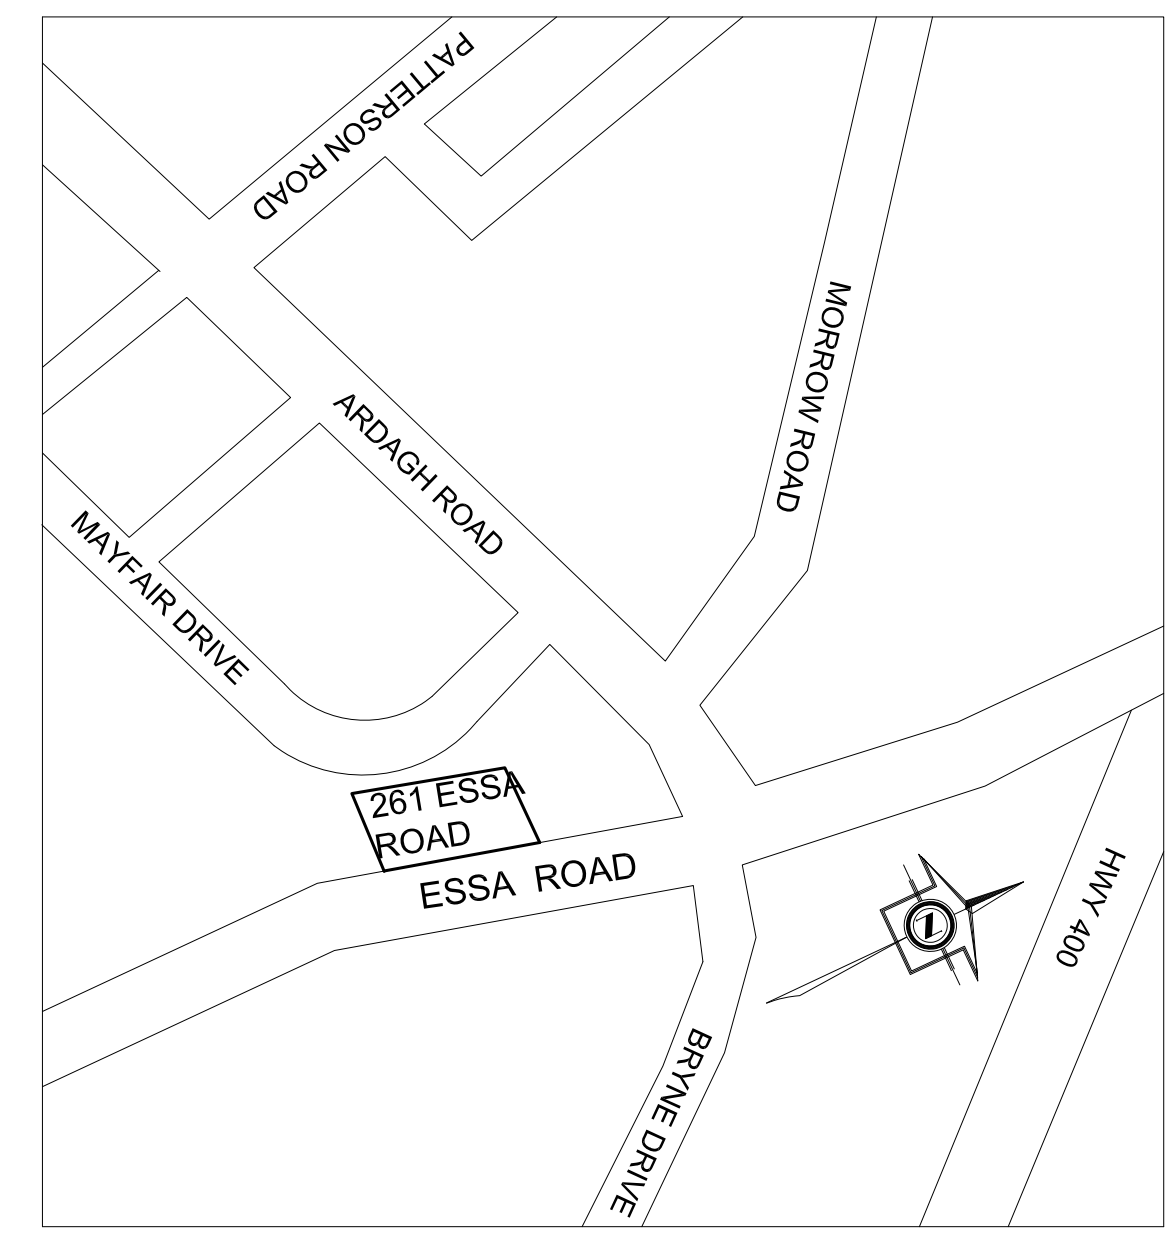 PATTERSON ROAD
MORROW ROAD
ARDAGH ROAD
MAYFAIR DRIVE
261 ESSA
ROAD
ESSA ROAD
HWY 400
BRYNE DRIVE
N